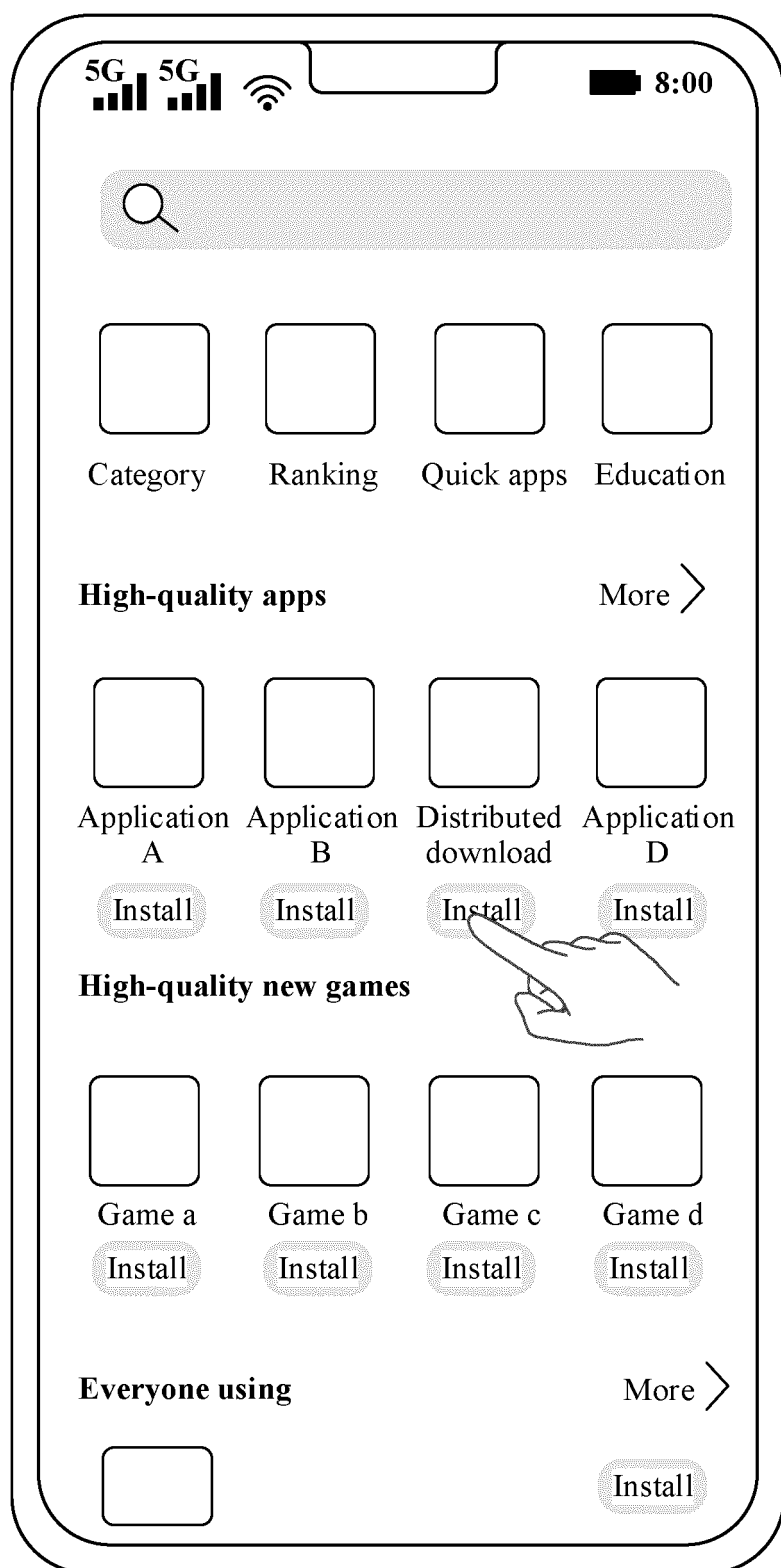 5G 5G 8:00
Category Ranking Quick apps Education
High-quality apps More
Application Application Distributed Application
A B download D
Install Install Install Install
High-quality new games
Game a Game b Game c Game d
Install Install Install Install
Everyone using More
Install